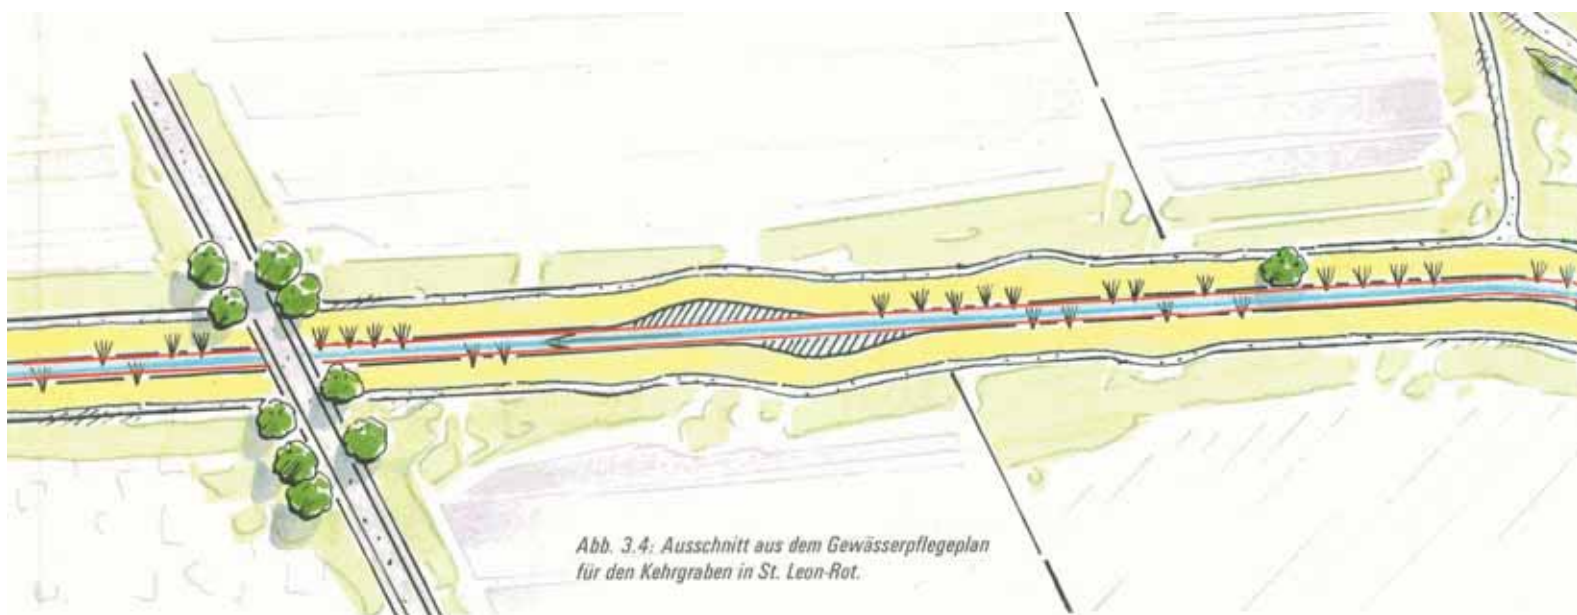 Abb. 3.4: Ausschnitt aus dem Gewässerpflegeplan
für den Kehrgraben in St. Leon-Rot.